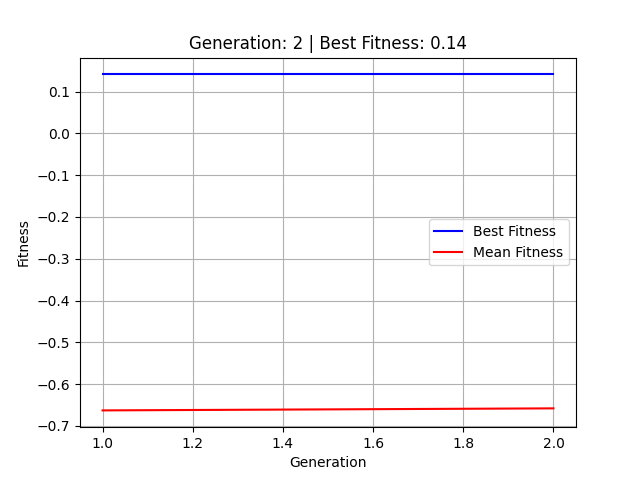 Generation: 2 | Best Fitness: 0.14
0.1
0.0
−0.1
−0.2
−0.3
−0.4
−0.5
−0.6
−0.7
Fitness
Best Fitness
Mean Fitness
1.0 1.2 1.4 1.6 1.8 2.0
Generation